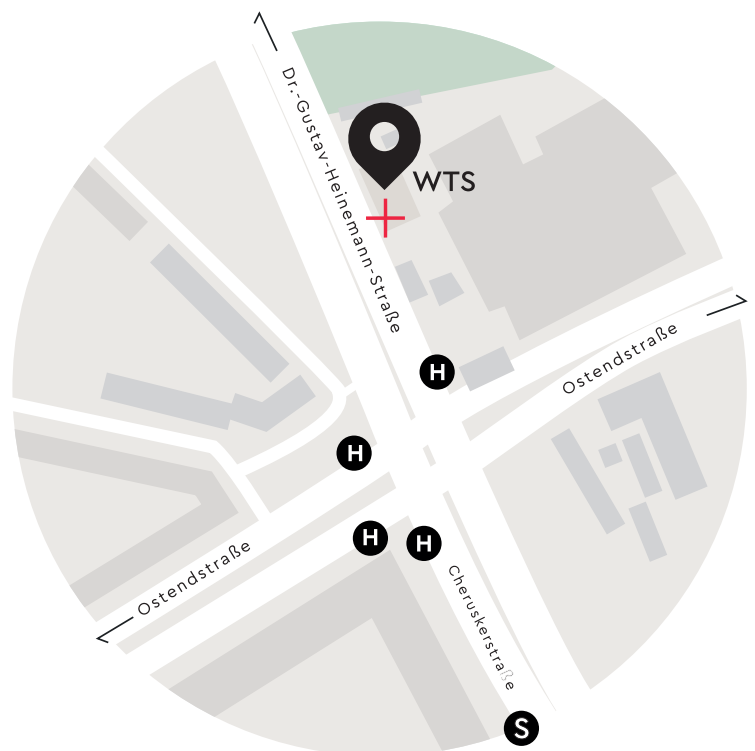 Dr.-Gustav-Heinemann-Straße
WTS
Ostendstraße
H
H
H
H
Ostendstraße
Cheruskerstraße
S